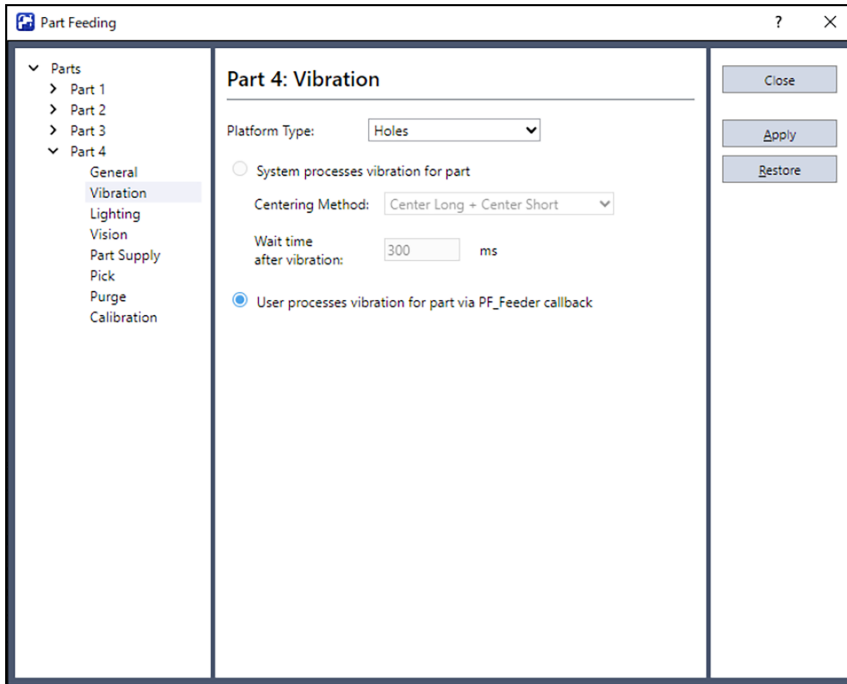 Part Feeding
?
Parts
Part 1
Part 2
Part 3
Part 4
General
Vibration
Lighting
Vision
Part Supply
Pick
Purge
Calibration
Part 4: Vibration
Platform Type: Holes
System processes vibration for part
Centering Method: Center Long + Center Short
Wait time
after vibration: 300 ms
User processes vibration for part via PF_Feeder callback
Close
Apply
Restore